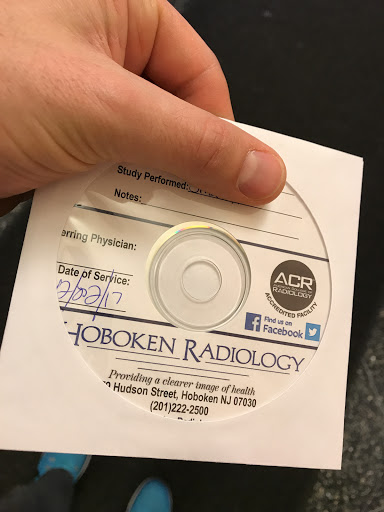 Study Performed:
Notes:
erring Physician:
Date of Service:
ACR
RADIOLOGY
ACCREDITED FACILITY
f Find us on
Facebook
HOBOKEN RADIOLOGY
Providing a clearer image of health
Hudson Street, Hoboken NJ 07030
(201)222-2500